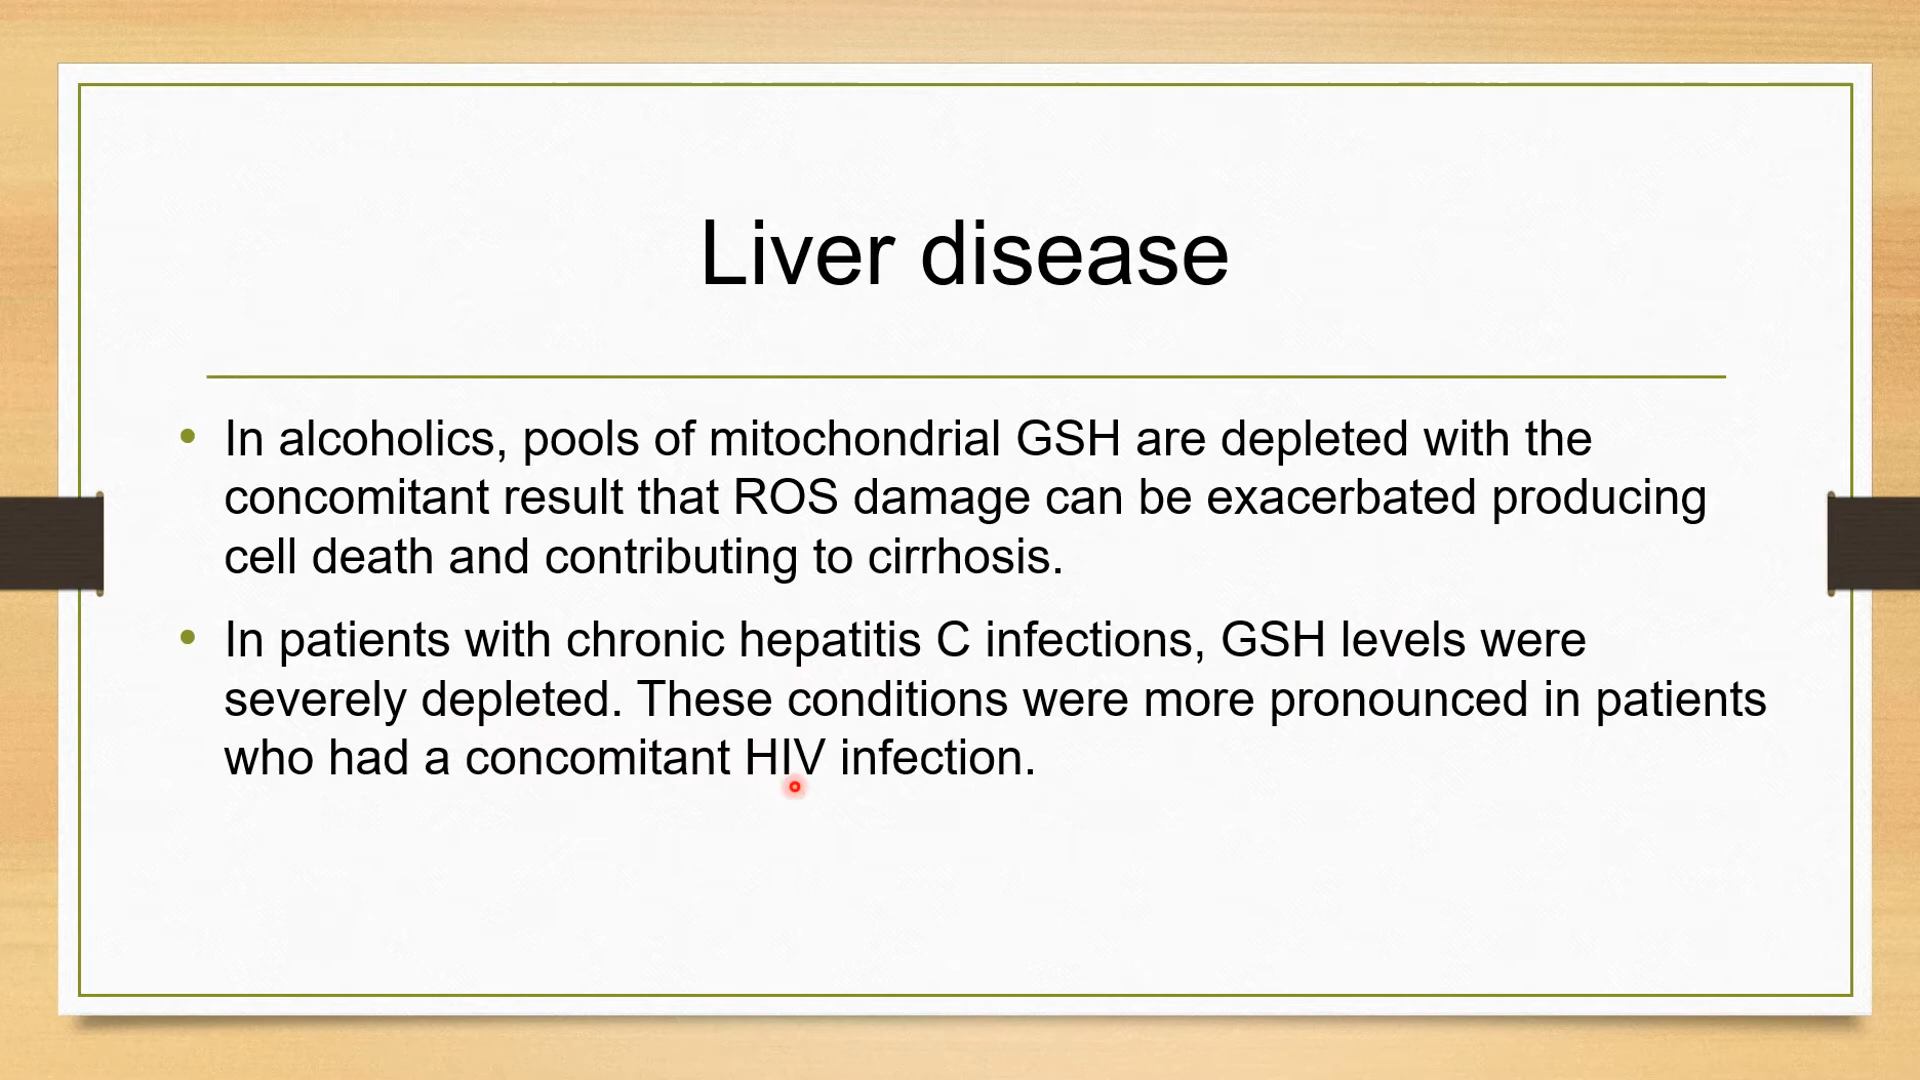 Liver disease
• In alcoholics, pools of mitochondrial GSH are depleted with the
concomitant result that ROS damage can be exacerbated producing
cell death and contributing to cirrhosis.
• In patients with chronic hepatitis C infections, GSH levels were
severely depleted. These conditions were more pronounced in patients
who had a concomitant HIV infection.